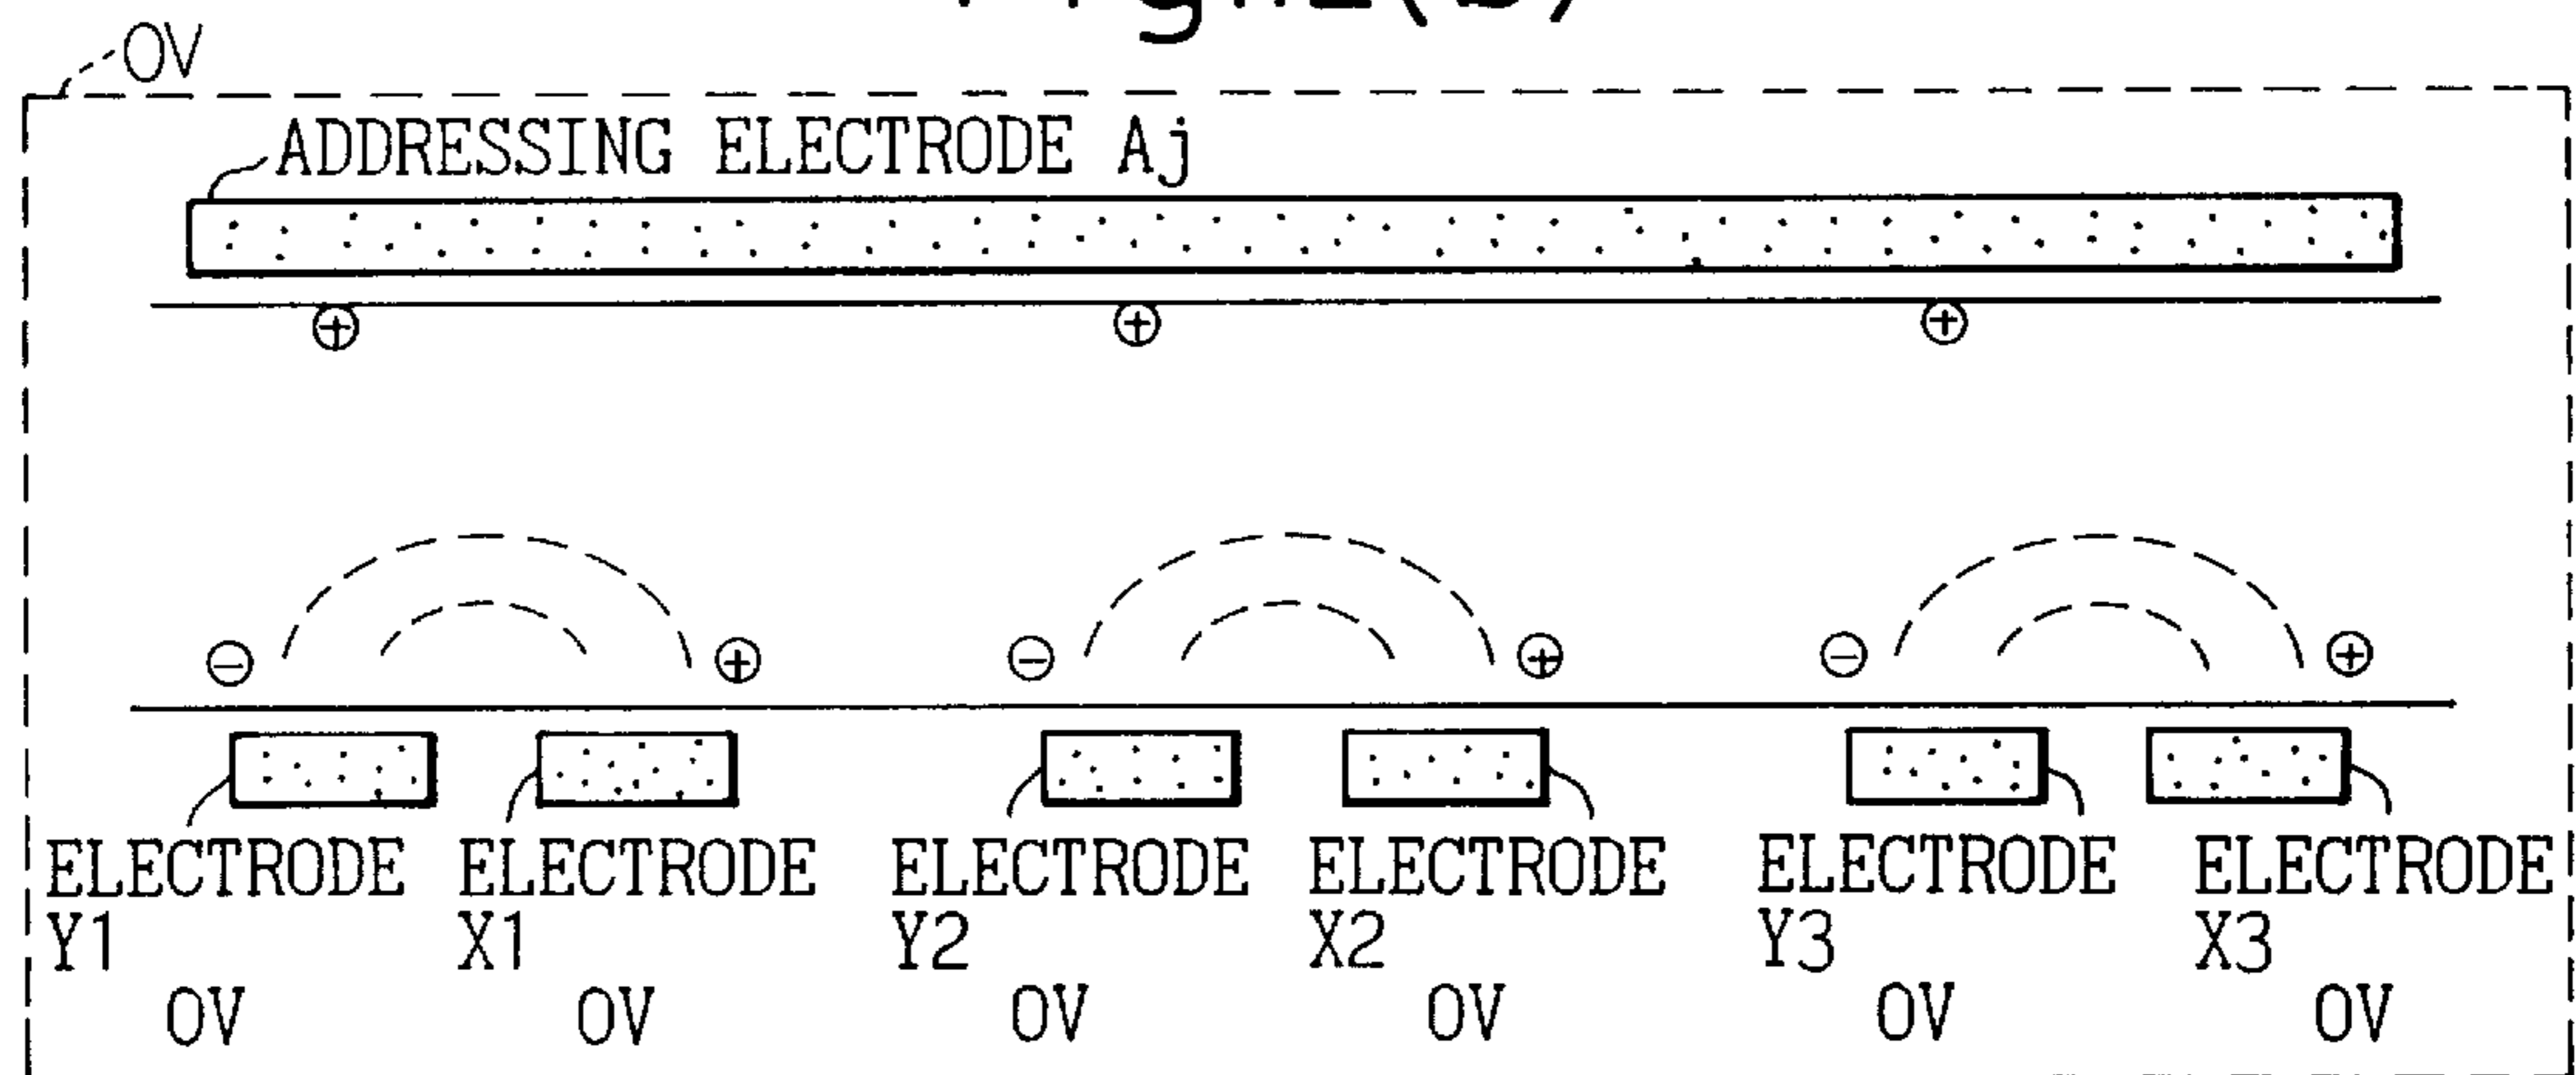 0V
ADDRESSING ELECTRODE Aj
+ + +
− + − + − +
ELECTRODE ELECTRODE ELECTRODE ELECTRODE ELECTRODE ELECTRODE
Y1 X1 Y2 X2 Y3 X3
0V 0V 0V 0V 0V 0V